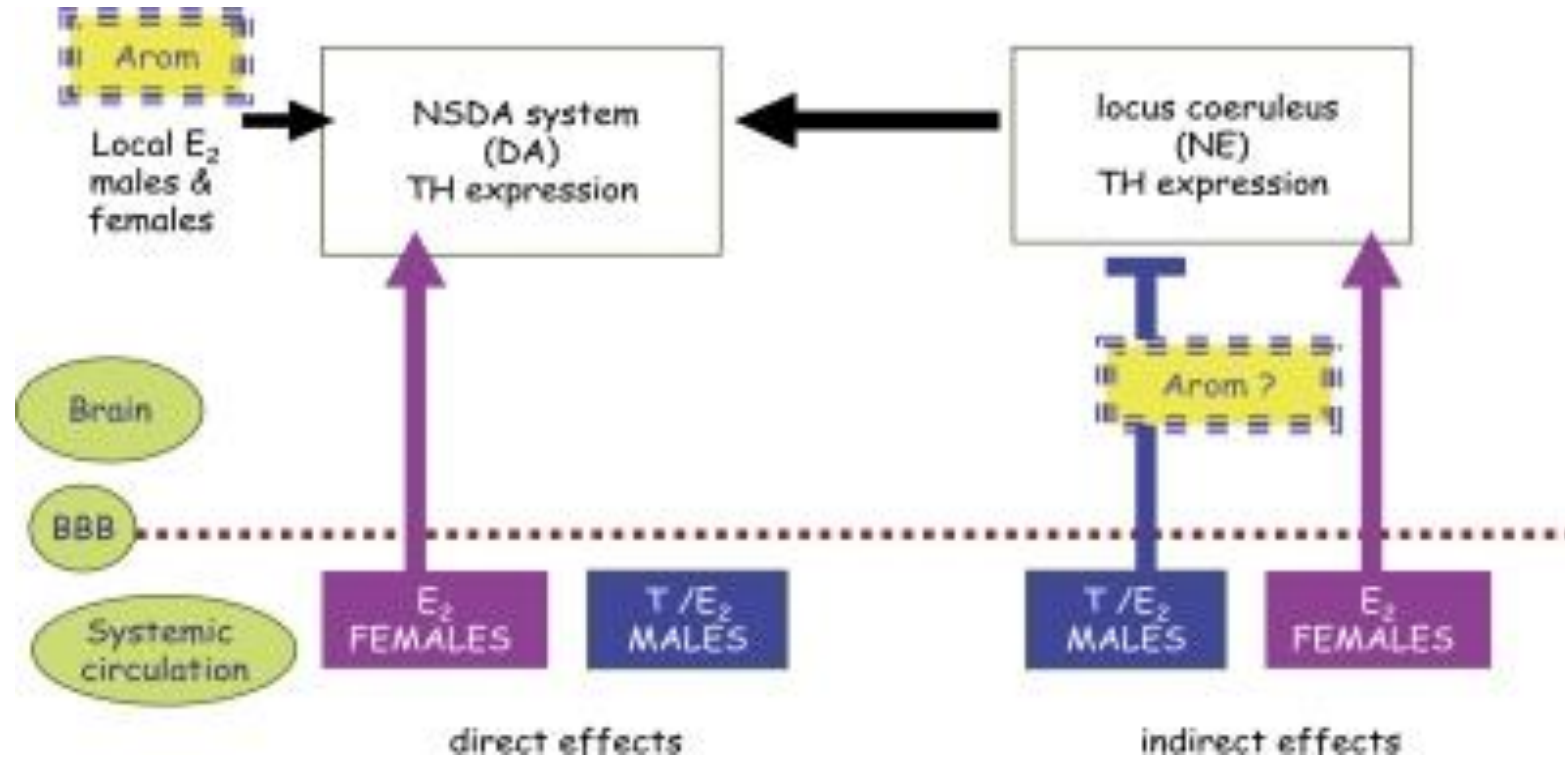 Arom
Local E₂
males &
females
NSDA system
(DA)
TH expression
locus coeruleus
(NE)
TH expression
Arom ?
Brain
BBB
Systemic
circulation
E₂
FEMALES
T /E₂
MALES
T /E₂
MALES
E₂
FEMALES
direct effects
indirect effects